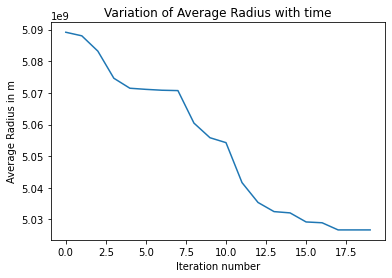 Variation of Average Radius with time
1e9
5.09
5.08
5.07
5.06
5.05
5.04
5.03
Average Radius in m
0.0 2.5 5.0 7.5 10.0 12.5 15.0 17.5
Iteration number